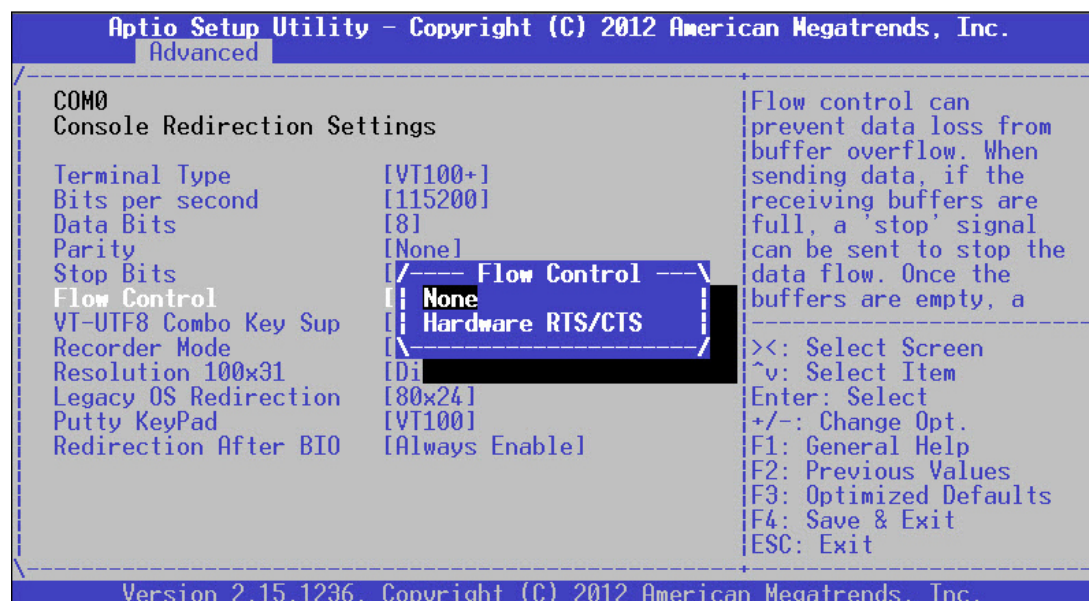 Aptio Setup Utility - Copyright (C) 2012 American Megatrends, Inc.
Advanced
COM0
Console Redirection Settings
Terminal Type [VT100+]
Bits per second [115200]
Data Bits [8]
Parity [None]
Stop Bits [
Flow Control [
VT-UTF8 Combo Key Sup [
Recorder Mode [
Resolution 100x31 [Di
Legacy OS Redirection [80x24]
Putty KeyPad [VT100]
Redirection After BIO [Always Enable]
/---- Flow Control ---\
None
Hardware RTS/CTS
Flow control can
prevent data loss from
buffer overflow. When
sending data, if the
receiving buffers are
full, a 'stop' signal
can be sent to stop the
data flow. Once the
buffers are empty, a
><: Select Screen
^v: Select Item
Enter: Select
+/-: Change Opt.
F1: General Help
F2: Previous Values
F3: Optimized Defaults
F4: Save & Exit
ESC: Exit
Version 2.15.1236. Copyright (C) 2012 American Megatrends, Inc.